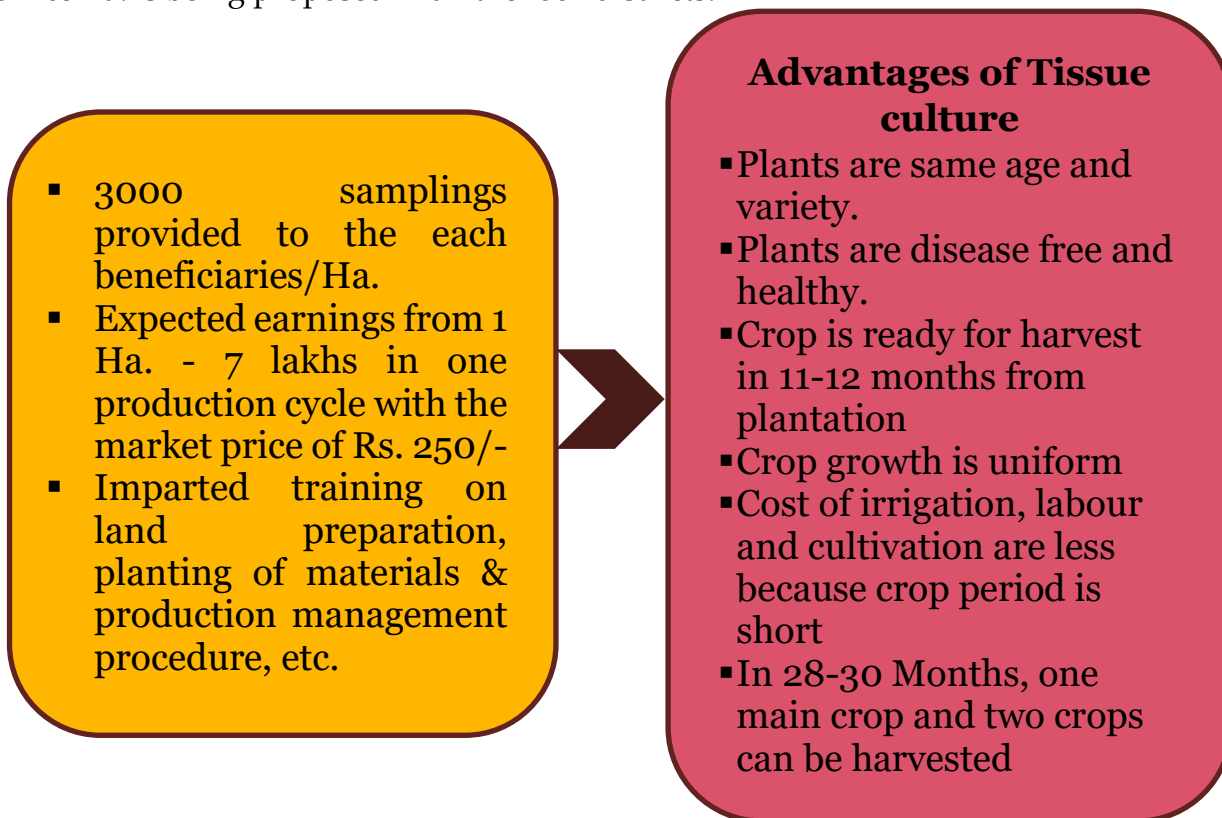 ▪ 3000 samplings
provided to the each
beneficiaries/Ha.
▪ Expected earnings from 1
Ha. - 7 lakhs in one
production cycle with the
market price of Rs. 250/-
▪ Imparted training on
land preparation,
planting of materials &
production management
procedure, etc.
Advantages of Tissue
culture
▪Plants are same age and
variety.
▪Plants are disease free and
healthy.
▪Crop is ready for harvest
in 11-12 months from
plantation
▪Crop growth is uniform
▪Cost of irrigation, labour
and cultivation are less
because crop period is
short
▪In 28-30 Months, one
main crop and two crops
can be harvested